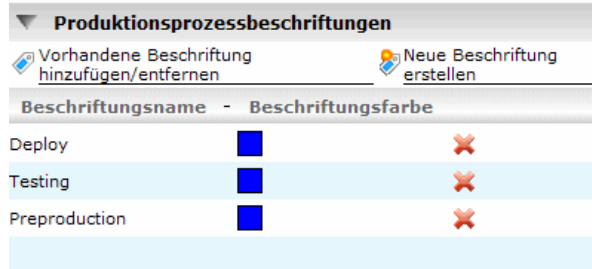 Produktionsprozessbeschriftungen
Vorhandene Beschriftung hinzufügen/entfernen
Neue Beschriftung erstellen
Beschriftungsname - Beschriftungsfarbe
Deploy
Testing
Preproduction